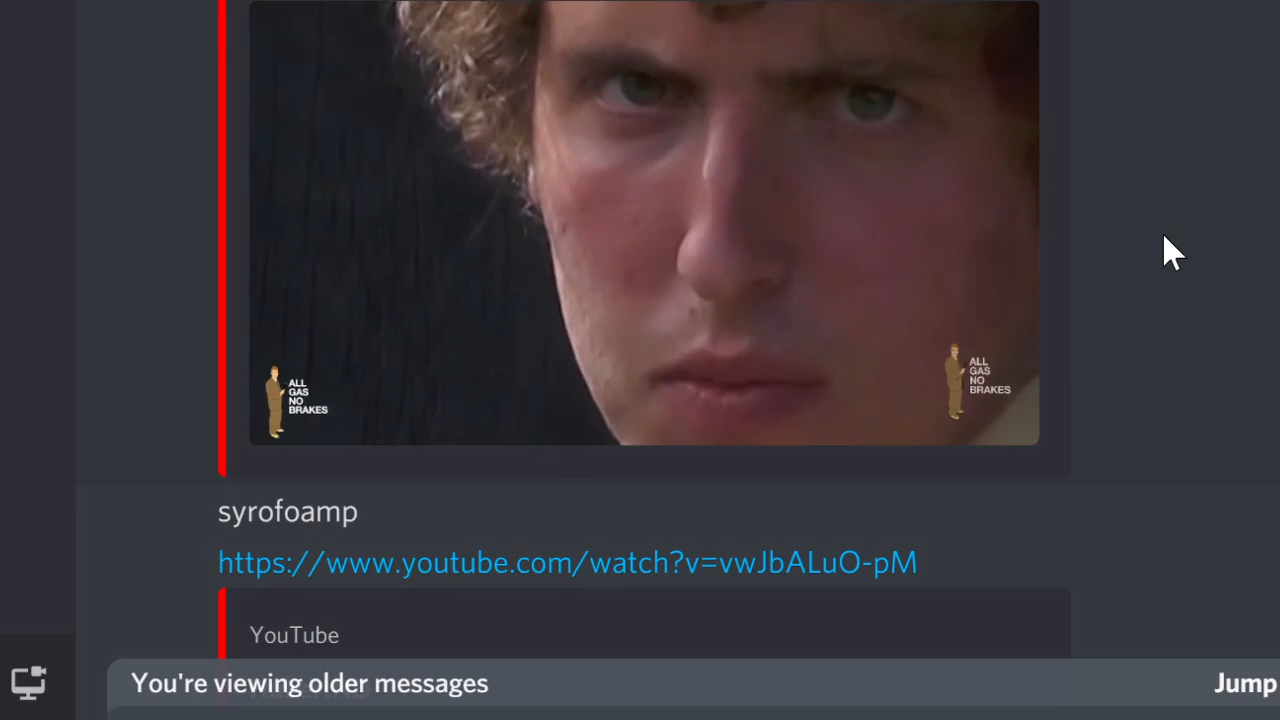 ALL
GAS
NO
BRAKES
ALL
GAS
NO
BRAKES
syrofoamp
https://www.youtube.com/watch?v=vwJbALuO-pM
YouTube
You're viewing older messages
Jump